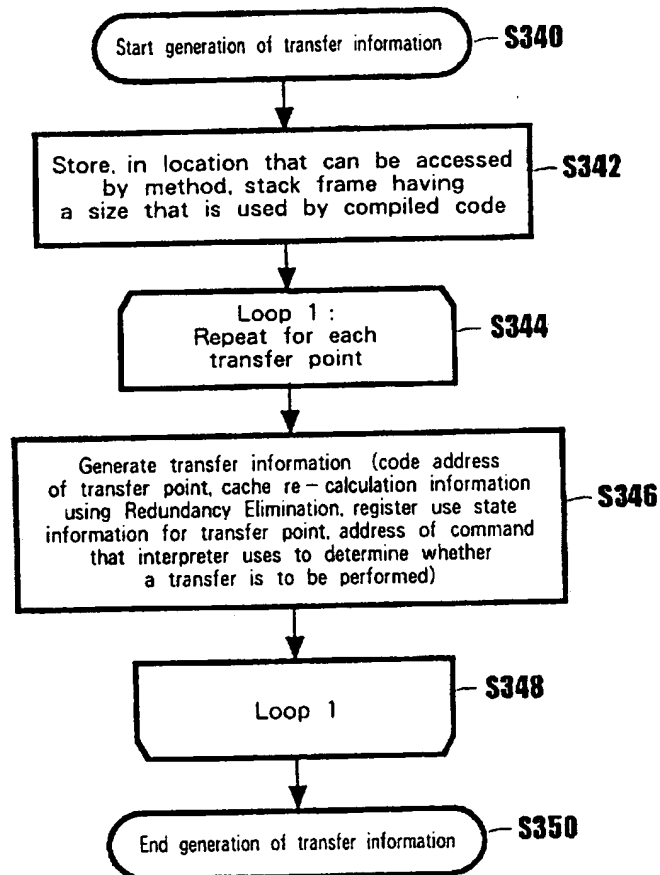 Start generation of transfer information
S340
Store, in location that can be accessed
by method, stack frame having
a size that is used by compiled code
S342
Loop 1 :
Repeat for each
transfer point
S344
Generate transfer information (code address
of transfer point, cache re-calculation information
using Redundancy Elimination, register use state
information for transfer point, address of command
that interpreter uses to determine whether
a transfer is to be performed)
S346
Loop 1
S348
End generation of transfer information
S350